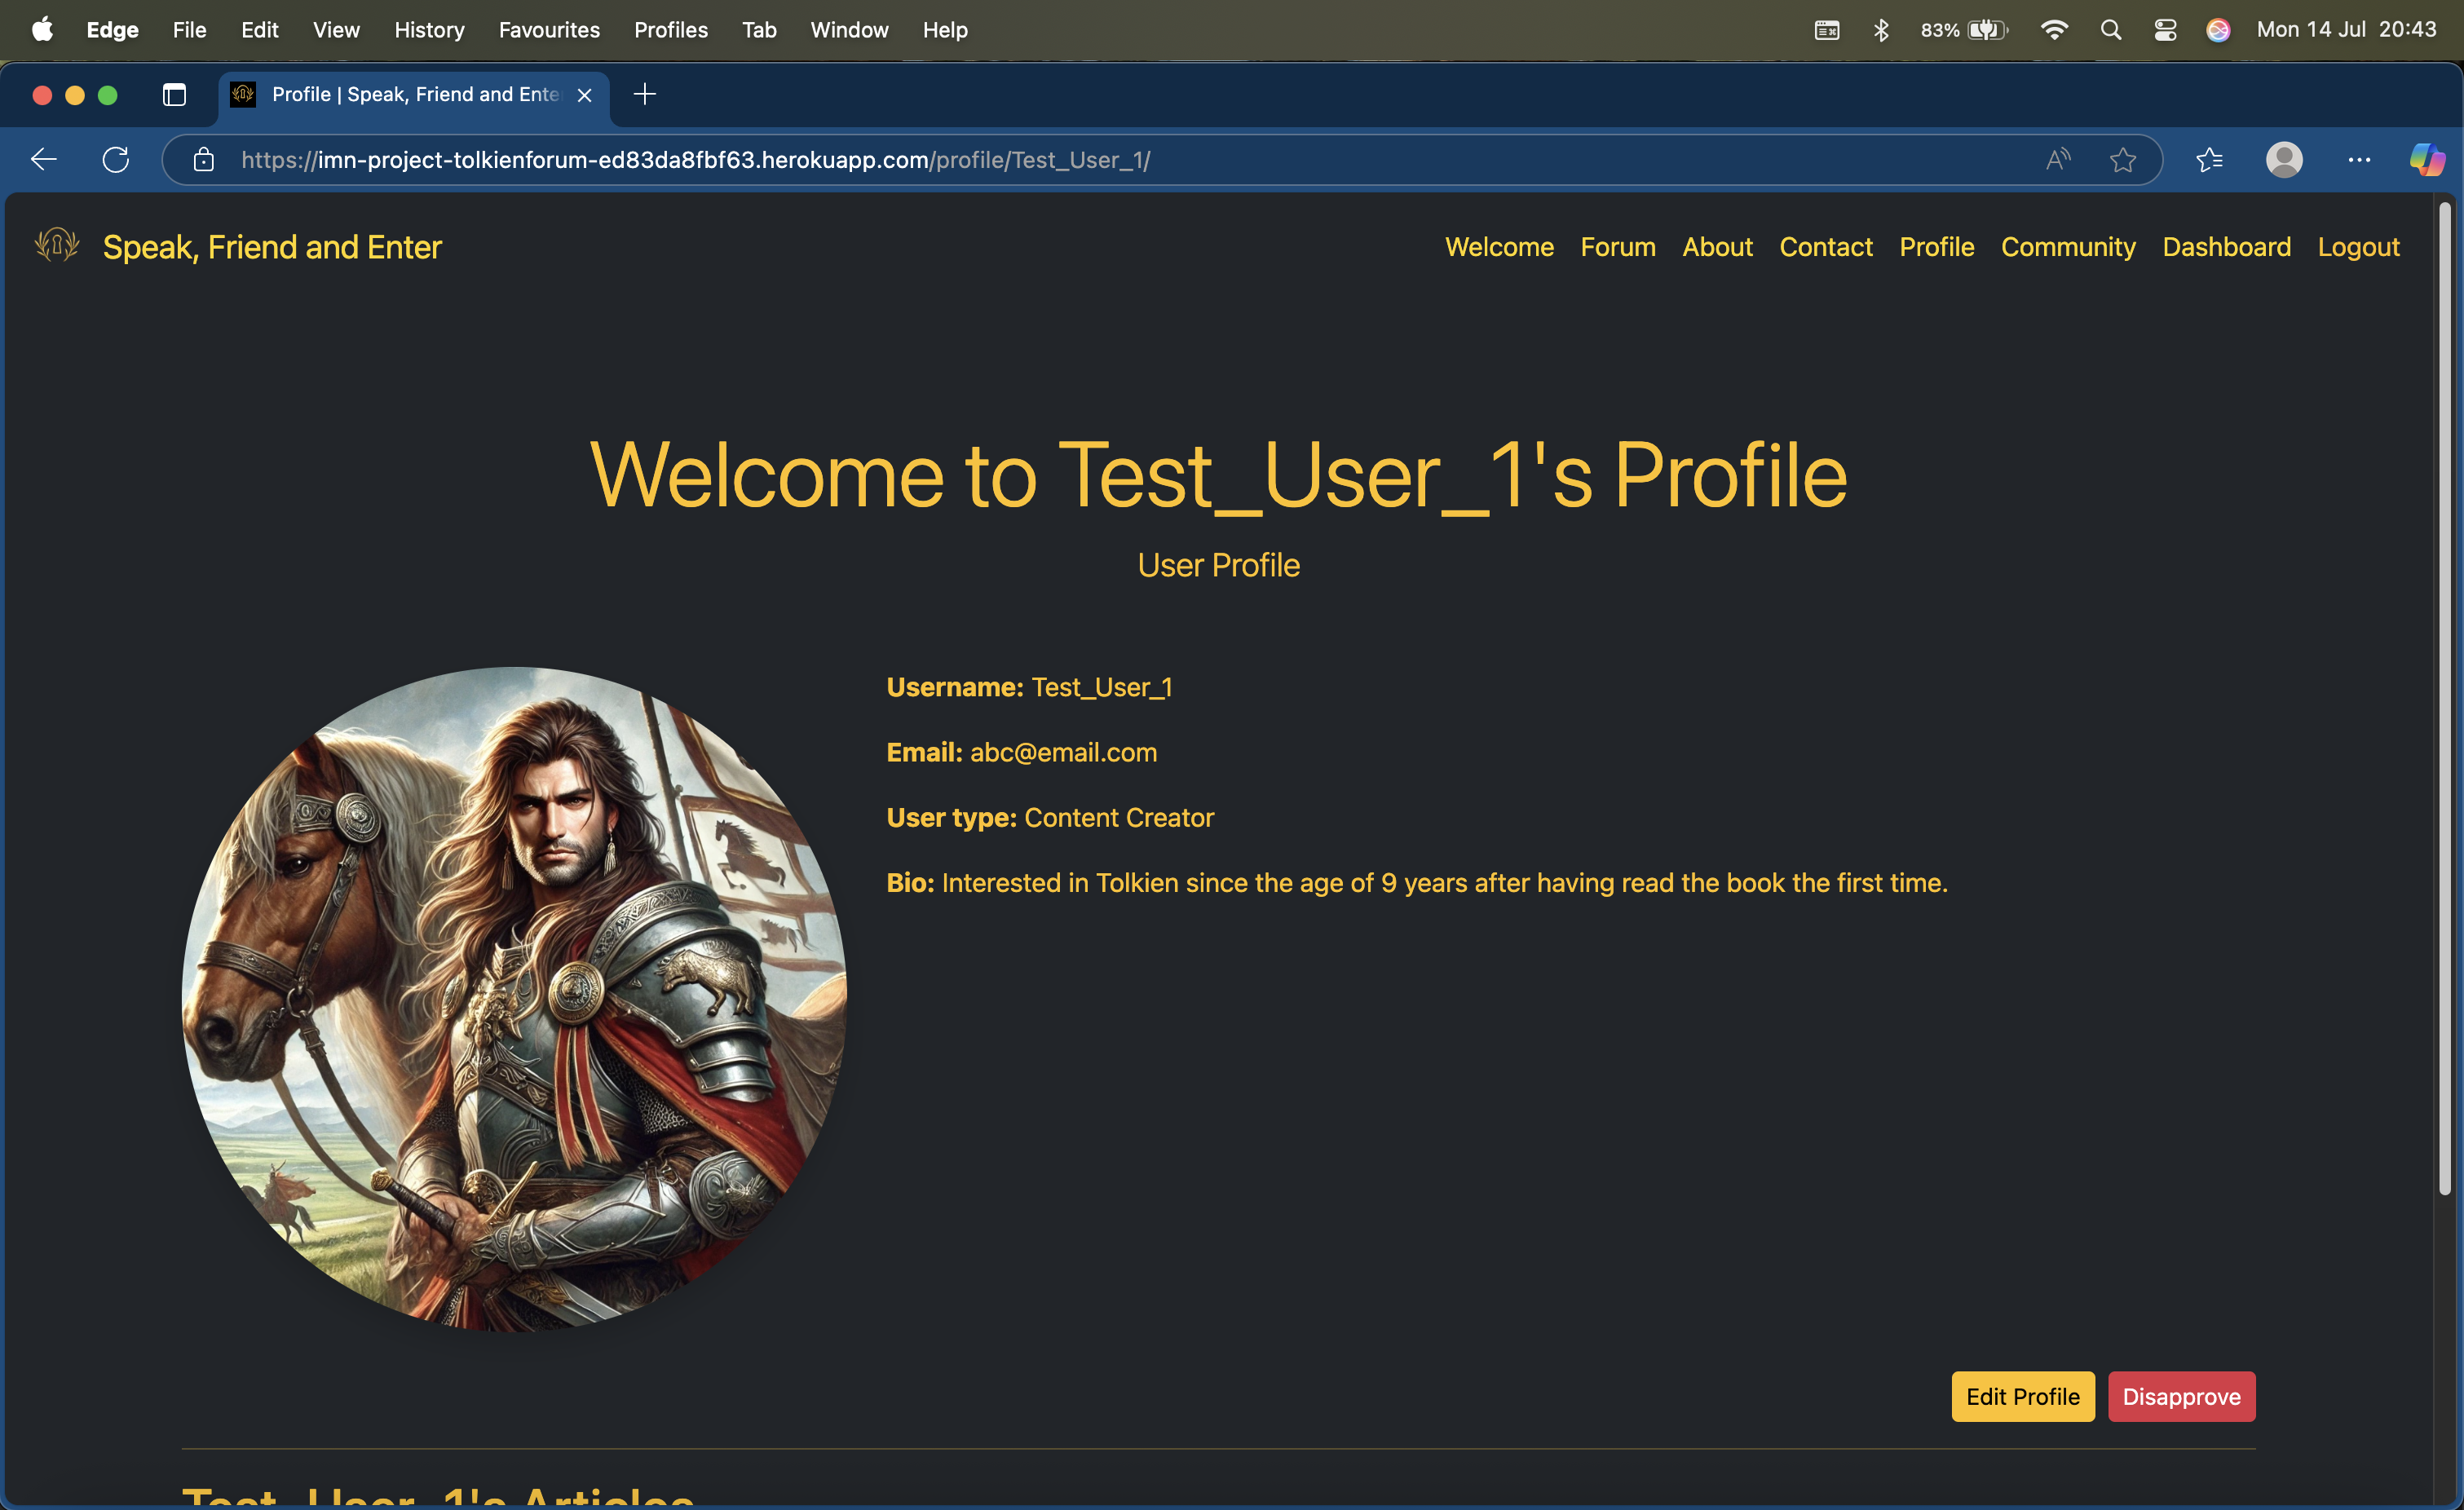 Edge File Edit View History Favourites Profiles Tab Window Help 83% Mon 14 Jul 20:43
Profile | Speak, Friend and Ente
https://imn-project-tolkienforum-ed83da8fbf63.herokuapp.com/profile/Test_User_1/
Speak, Friend and Enter Welcome Forum About Contact Profile Community Dashboard Logout
Welcome to Test_User_1's Profile
User Profile
Username: Test_User_1
Email: abc@email.com
User type: Content Creator
Bio: Interested in Tolkien since the age of 9 years after having read the book the first time.
Edit Profile Disapprove
Test_User_1's Articles